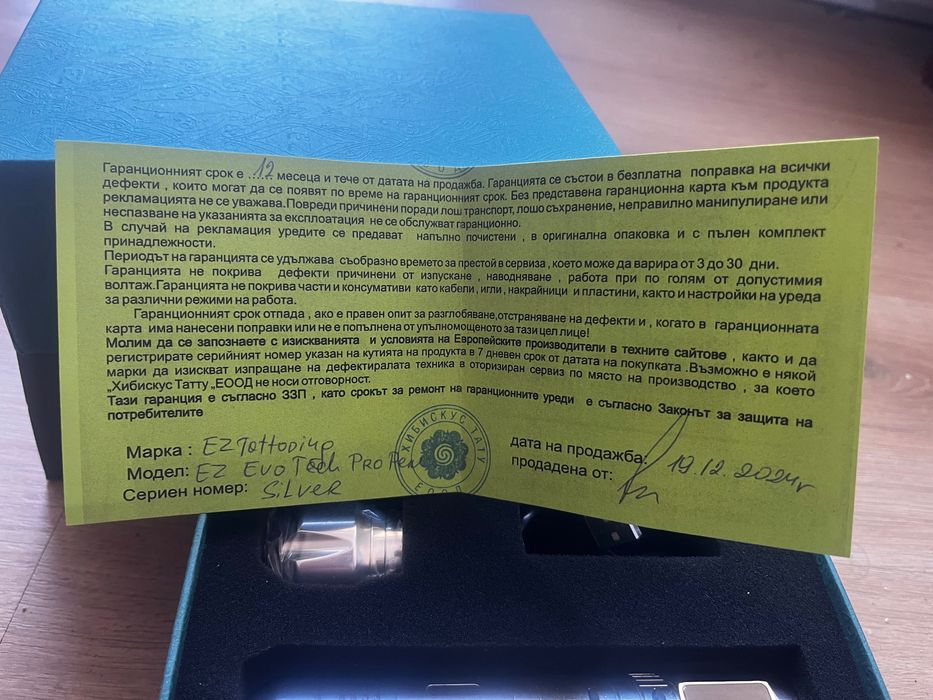 Гаранционният срок е ..12.. месеца и тече от датата на продажба. Гаранцията се състои в безплатна поправка на всички
дефекти , които могат да се появят по време на гаранционния срок. Без представена гаранционна карта към продукта
рекламацията не се уважава.Повреди причинени поради лош транспорт, лошо съхранение, неправилно манипулиране или
неспазване на указанията за експлоатация не се обслужват гаранционно.
В случай на рекламация уредите се предават напълно почистени , в оригинална опаковка и с пълен комплект
принадлежности.
Периодът на гаранцията се удължава съобразно времето за престой в сервиза , което може да варира от 3 до 30 дни.
Гаранцията не покрива дефекти причинени от изпускане , наводняване , работа при по голям от допустимия
волтаж.Гаранцията не покрива части и консумативи като кабели , игли , накрайници и пластини, както и настройки на уреда
за различни режими на работа.
Гаранционният срок отпада , ако е правен опит за разглобяване,отстраняване на дефекти и , когато в гаранционната
карта има нанесени поправки или не е попълнена от упълномощеното за тази цел лице!
Молим да се запознаете с изискванията и условията на Европейските производители в техните сайтове , както и да
регистрирате серийният номер указан на кутията на продукта в 7 дневен срок от датата на покупката .Възможно е някой
марки да изискват изпращане на дефектиралата техника в оторизиран сервиз по място на производство , за което
„Хибискус Татту „ЕООД не носи отговорност.
Тази гаранция е съгласно ЗЗП , като срокът за ремонт на гаранционните уреди е съгласно Законът за защита на
потребителите
Марка : EZ Tattooing
Модел: EZ Evo Tech Pro Pen
Сериен номер: Silver
ХИБИСКУС ТАТУ
ЕООД
дата на продажба: 19.12.2024г
продадена от: